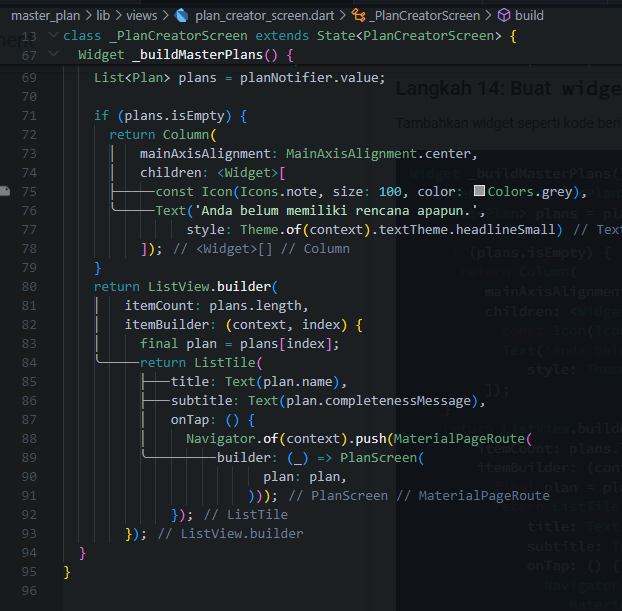 master_plan > lib > views > plan_creator_screen.dart > _PlanCreatorScreen > build
13 class _PlanCreatorScreen extends State<PlanCreatorScreen> {
67 Widget _buildMasterPlans() {
69 List<Plan> plans = planNotifier.value;
70
71 if (plans.isEmpty) {
72 return Column(
73 mainAxisAlignment: MainAxisAlignment.center,
74 children: <Widget>[
75 const Icon(Icons.note, size: 100, color: Colors.grey),
76 Text('Anda belum memiliki rencana apapun.',
77 style: Theme.of(context).textTheme.headlineSmall) // Tex
78 ]); // <Widget>[] // Column
79 }
80 return ListView.builder(
81 itemCount: plans.length,
82 itemBuilder: (context, index) {
83 final plan = plans[index];
84 return ListTile(
85 title: Text(plan.name),
86 subtitle: Text(plan.completenessMessage),
87 onTap: () {
88 Navigator.of(context).push(MaterialPageRoute(
89 builder: (_) => PlanScreen(
90 plan: plan,
91 ))); // PlanScreen // MaterialPageRoute
92 }); // ListTile
93 }); // ListView.builder
94 }
95 }
96
Langkah 14: Buat widge
Tambahkan widget seperti kode ber